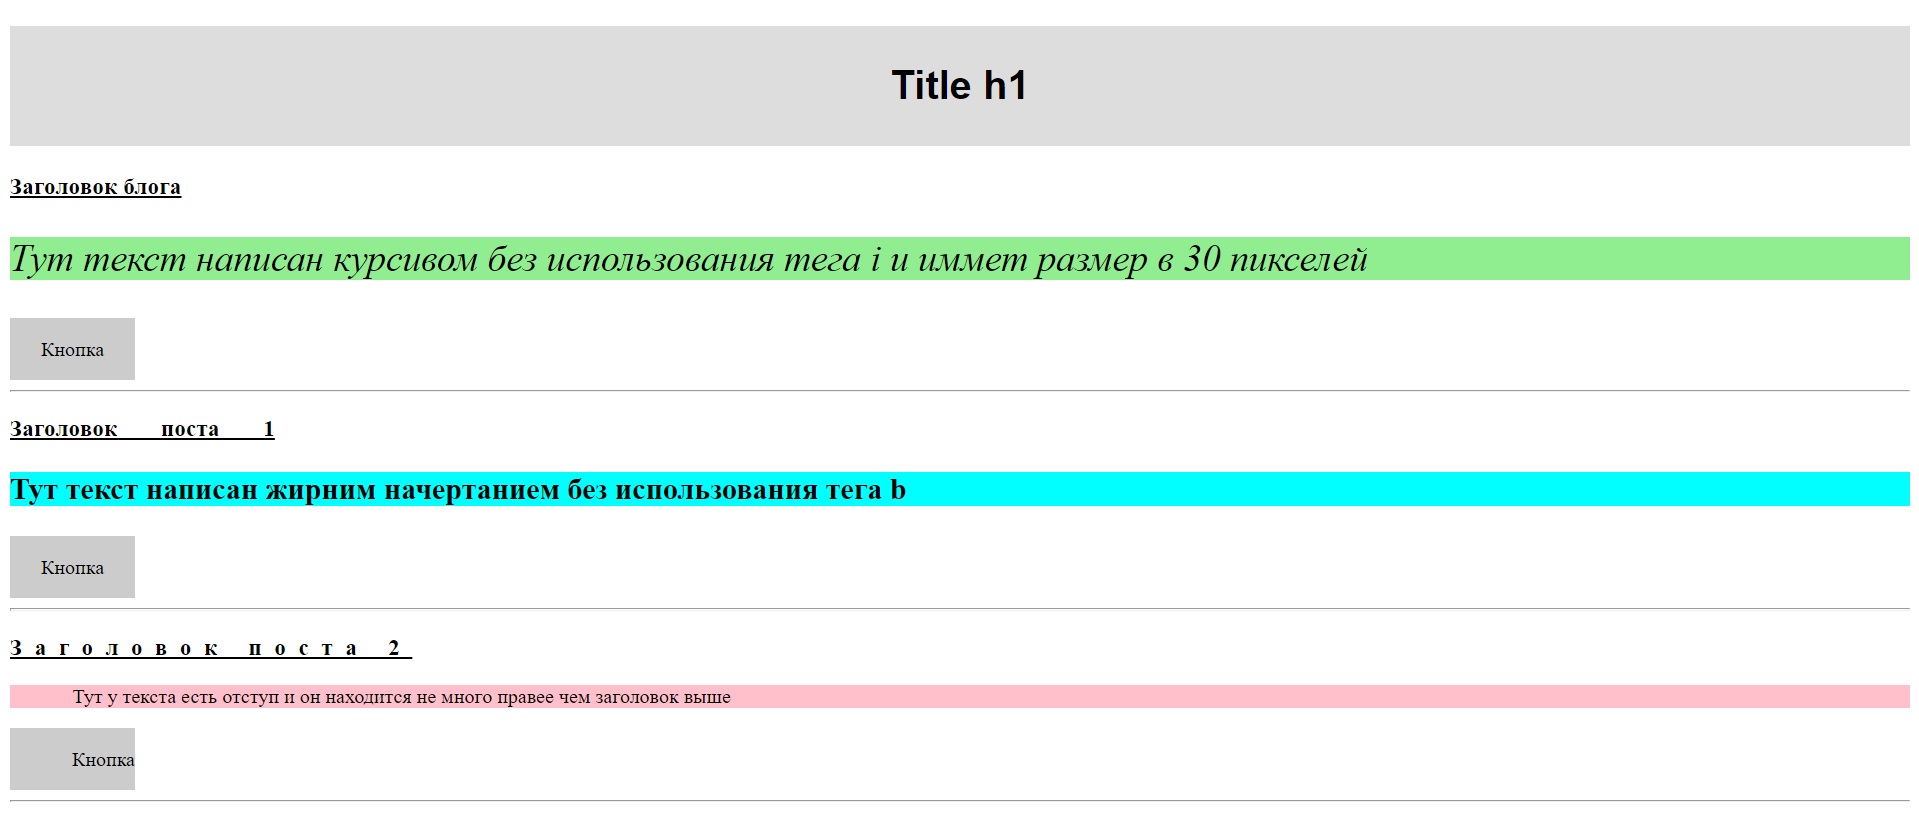 Title h1
Заголовок блога
Тут текст написан курсивом без использования тега i и иммет размер в 30 пикселей
Кнопка
Заголовок поста 1
Тут текст написан жирним начертанием без использования тега b
Кнопка
Заголовок поста 2
Тут у текста есть отступ и он находится не много правее чем заголовок выше
Кнопка